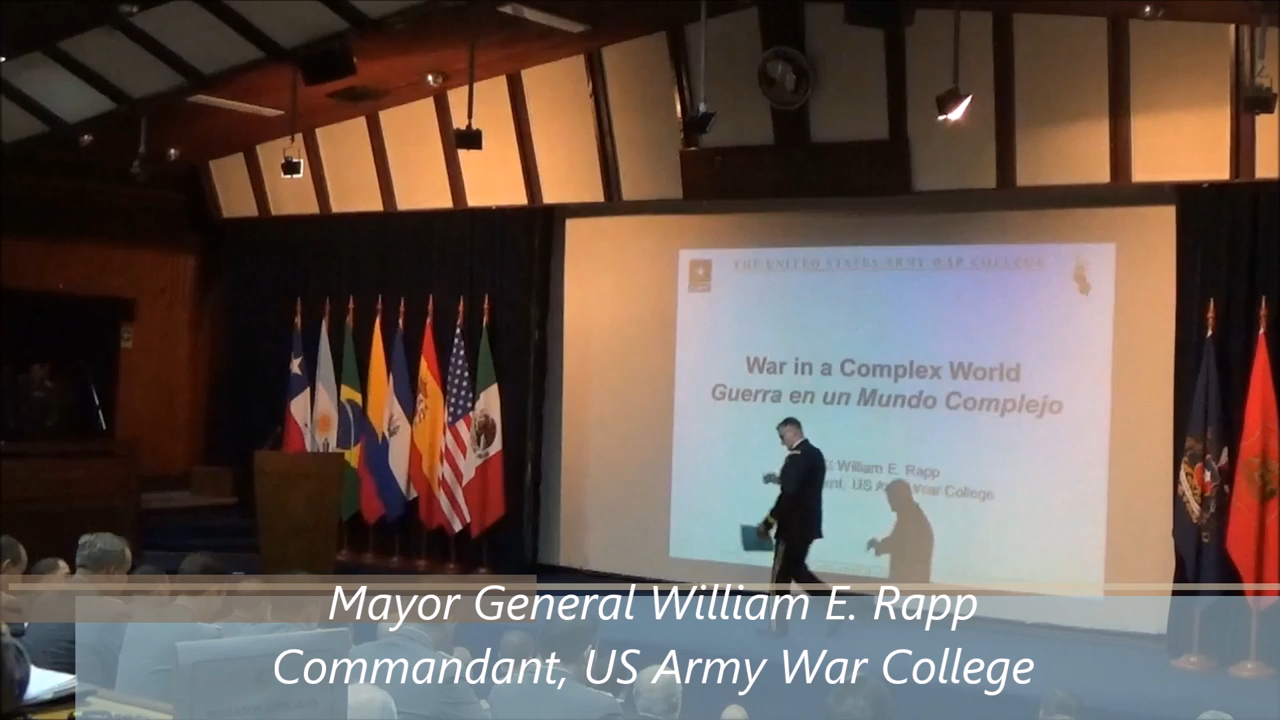 THE UNITED STATES ARMY WAR COLLEGE
War in a Complex World
Guerra en un Mundo Complejo
William E. Rapp
US War College
Mayor General William E. Rapp
Commandant, US Army War College